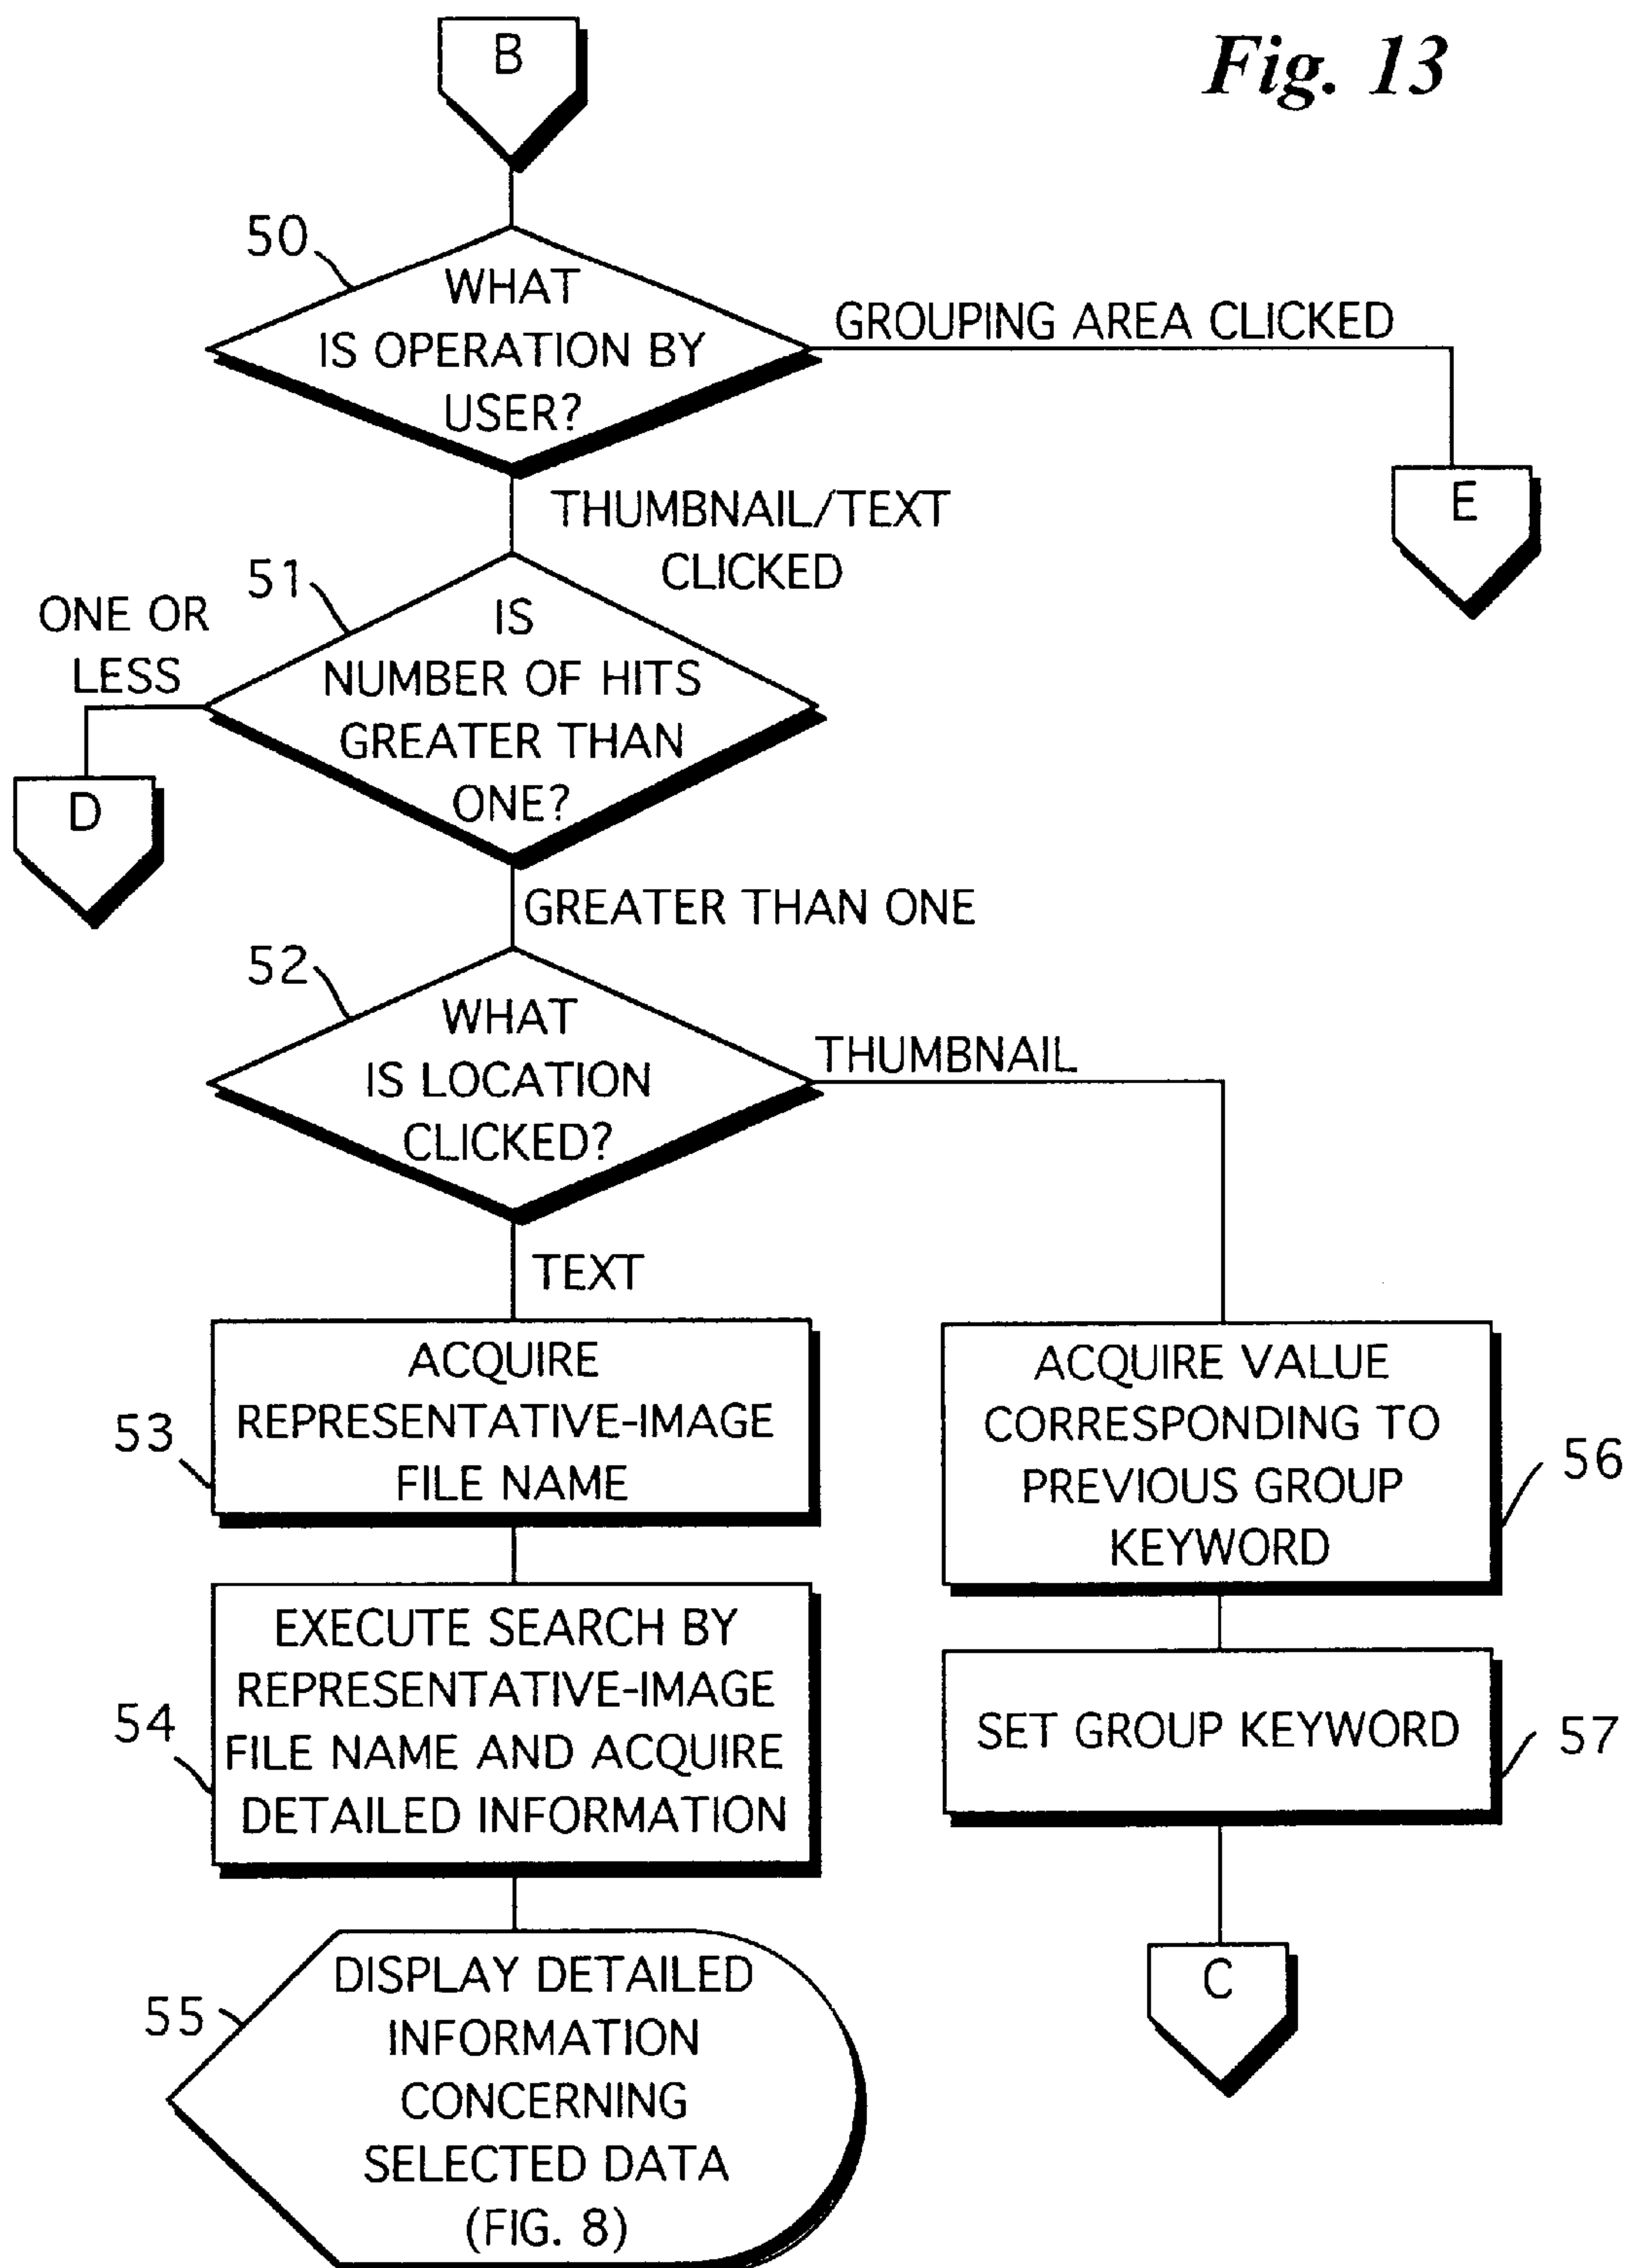 B
Fig. 13
50
WHAT
IS OPERATION BY
USER?
GROUPING AREA CLICKED
E
THUMBNAIL/TEXT
CLICKED
51
ONE OR
LESS
IS
NUMBER OF HITS
GREATER THAN
ONE?
D
GREATER THAN ONE
52
WHAT
IS LOCATION
CLICKED?
THUMBNAIL
TEXT
53
ACQUIRE
REPRESENTATIVE-IMAGE
FILE NAME
ACQUIRE VALUE
CORRESPONDING TO
PREVIOUS GROUP
KEYWORD
56
54
EXECUTE SEARCH BY
REPRESENTATIVE-IMAGE
FILE NAME AND ACQUIRE
DETAILED INFORMATION
SET GROUP KEYWORD
57
55
DISPLAY DETAILED
INFORMATION
CONCERNING
SELECTED DATA
(FIG. 8)
C